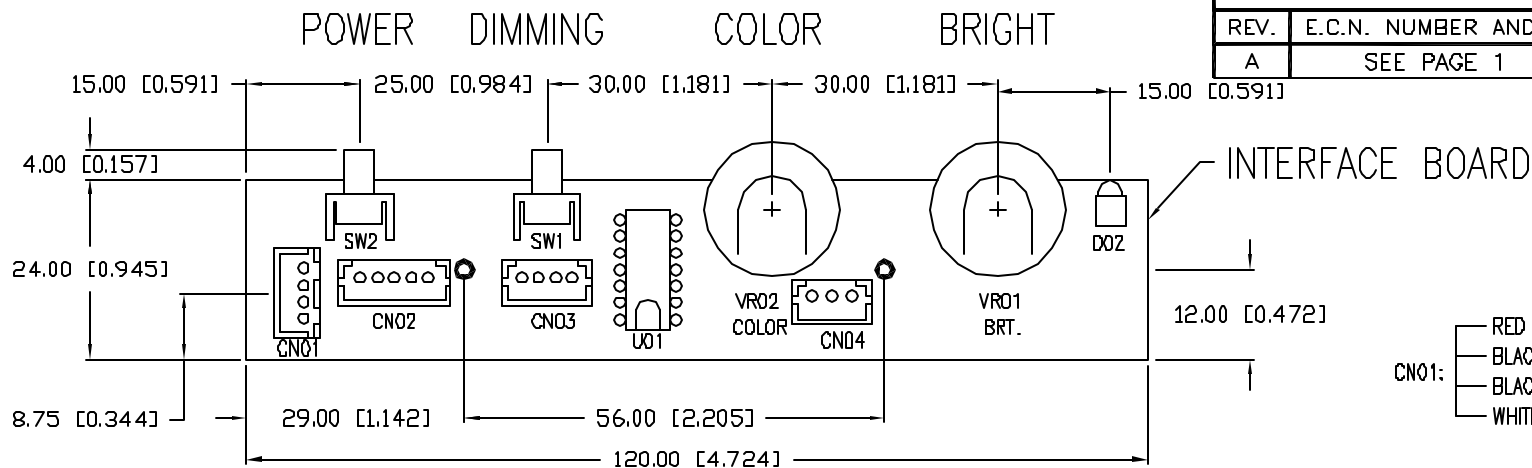 POWER DIMMING COLOR BRIGHT
REV. E.C.N. NUMBER AND
A SEE PAGE 1
15.00 [0.591] 25.00 [0.984] 30.00 [1.181] 30.00 [1.181] 15.00 [0.591]
4.00 [0.157]
INTERFACE BOARD
SW2 SW1 D02
24.00 [0.945]
CN02 CN03 VR02 COLOR CN04 VR01 BRT.
CN01 U01
12.00 [0.472]
CN01:
RED
BLAC
BLAC
WHIT
8.75 [0.344] 29.00 [1.142] 56.00 [2.205]
120.00 [4.724]